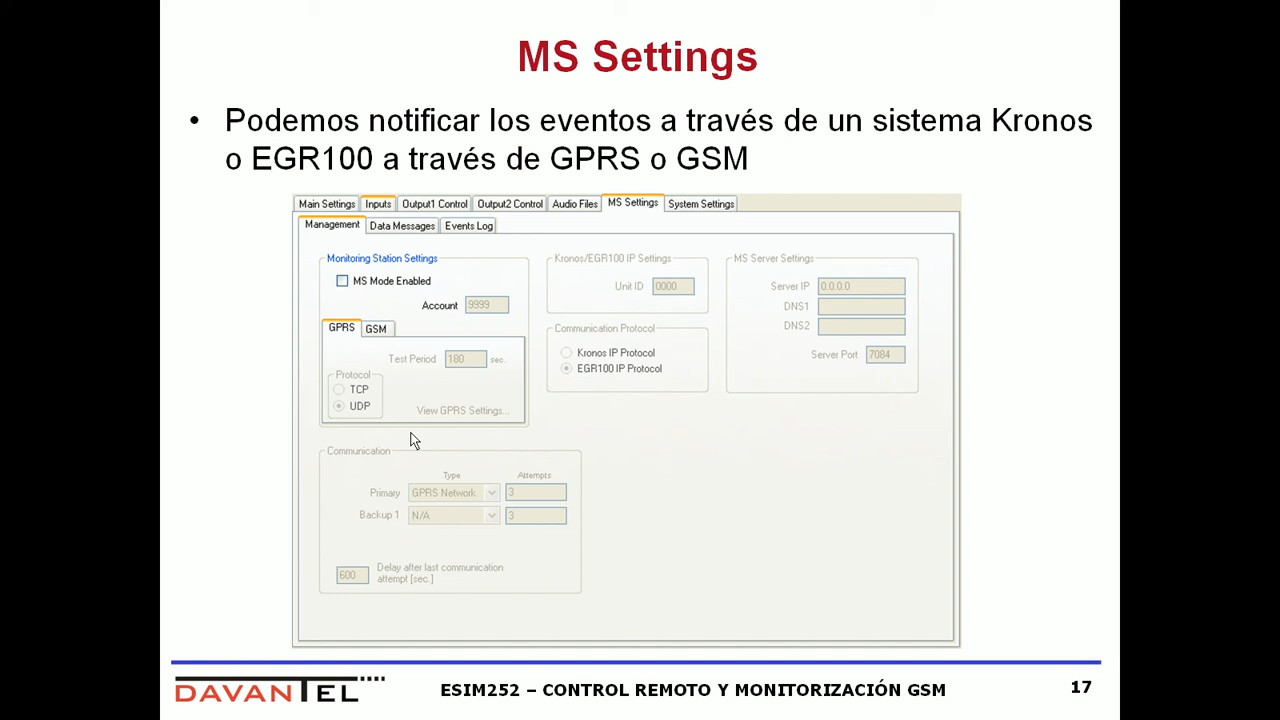 MS Settings
• Podemos notificar los eventos a través de un sistema Kronos
o EGR100 a través de GPRS o GSM
Main Settings Inputs Output1 Control Output2 Control Audio Files MS Settings System Settings
Management Data Messages Events Log
Monitoring Station Settings
MS Mode Enabled
Account 9999
GPRS GSM
Test Period 180 sec.
Protocol
TCP
UDP
View GPRS Settings...
Kronos/EGR100 IP Settings
Unit ID 0000
Communication Protocol
Kronos IP Protocol
EGR100 IP Protocol
MS Server Settings
Server IP 0.0.0.0
DNS1
DNS2
Server Port 7084
Communication
Type Attempts
Primary GPRS Network 3
Backup 1 N/A 3
600 Delay after last communication
attempt [sec.]
DAVANTEL
ESIM252 – CONTROL REMOTO Y MONITORIZACIÓN GSM
17